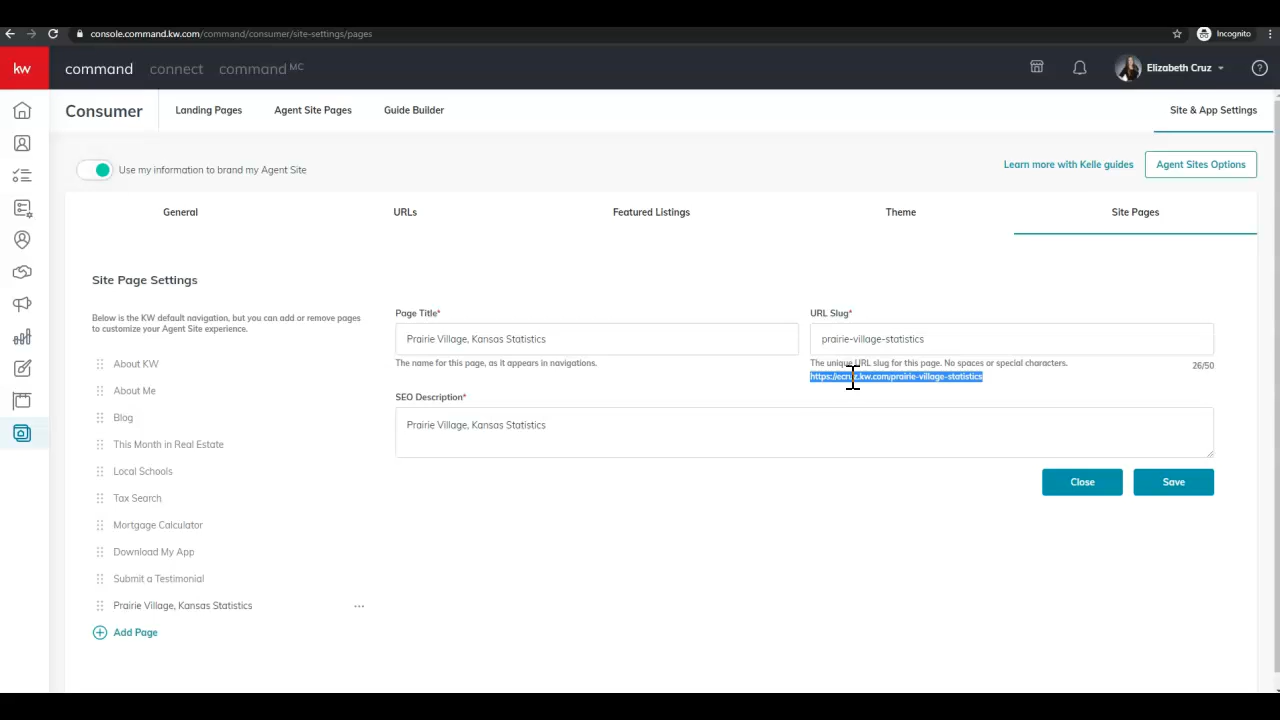 console.command.kw.com/command/consumer/site-settings/pages
Incognito
kw
command
connect
command MC
Elizabeth Cruz
Consumer
Landing Pages
Agent Site Pages
Guide Builder
Site & App Settings
Use my information to brand my Agent Site
Learn more with Kelle guides
Agent Sites Options
General
URLs
Featured Listings
Theme
Site Pages
Site Page Settings
Below is the KW default navigation, but you can add or remove pages
to customize your Agent Site experience.
About KW
About Me
Blog
This Month in Real Estate
Local Schools
Tax Search
Mortgage Calculator
Download My App
Submit a Testimonial
Prairie Village, Kansas Statistics
Add Page
Page Title*
Prairie Village, Kansas Statistics
The name for this page, as it appears in navigations.
URL Slug*
prairie-village-statistics
The unique URL slug for this page. No spaces or special characters.
26/50
https://ecruz.kw.com/prairie-village-statistics
SEO Description*
Prairie Village, Kansas Statistics
Close
Save